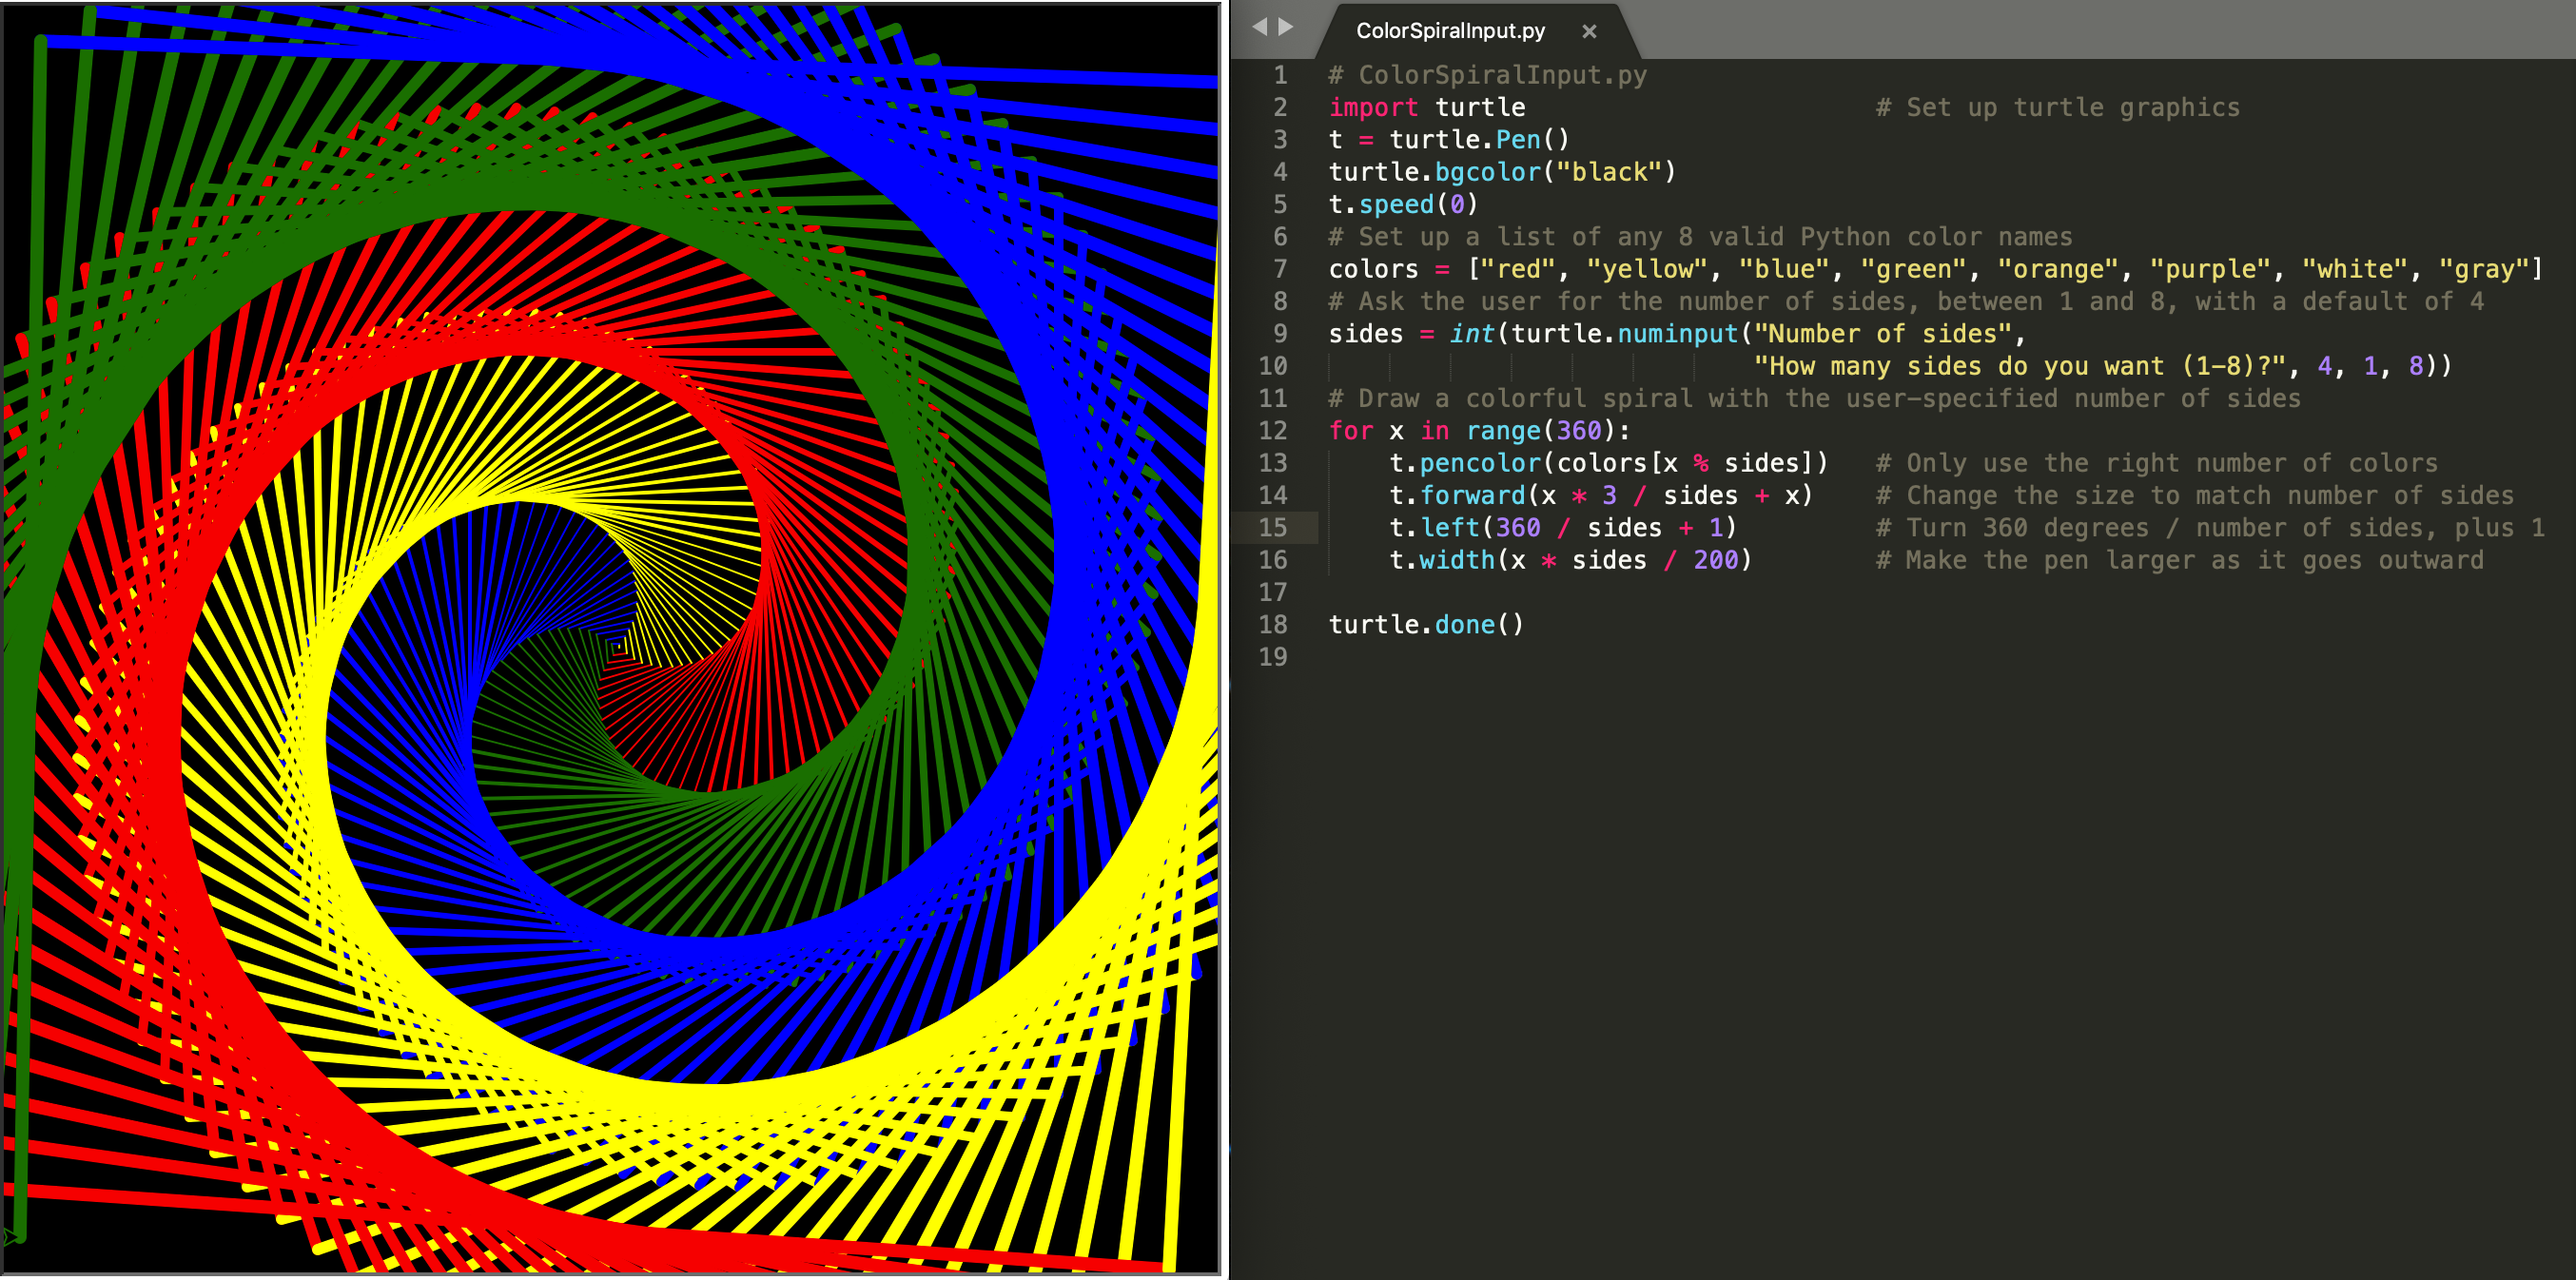 ColorSpiralInput.py ×
1 # ColorSpiralInput.py
2 import turtle # Set up turtle graphics
3 t = turtle.Pen()
4 turtle.bgcolor("black")
5 t.speed(0)
6 # Set up a list of any 8 valid Python color names
7 colors = ["red", "yellow", "blue", "green", "orange", "purple", "white", "gray"]
8 # Ask the user for the number of sides, between 1 and 8, with a default of 4
9 sides = int(turtle.numinput("Number of sides",
10 "How many sides do you want (1-8)?", 4, 1, 8))
11 # Draw a colorful spiral with the user-specified number of sides
12 for x in range(360):
13 t.pencolor(colors[x % sides]) # Only use the right number of colors
14 t.forward(x * 3 / sides + x) # Change the size to match number of sides
15 t.left(360 / sides + 1) # Turn 360 degrees / number of sides, plus 1
16 t.width(x * sides / 200) # Make the pen larger as it goes outward
17
18 turtle.done()
19